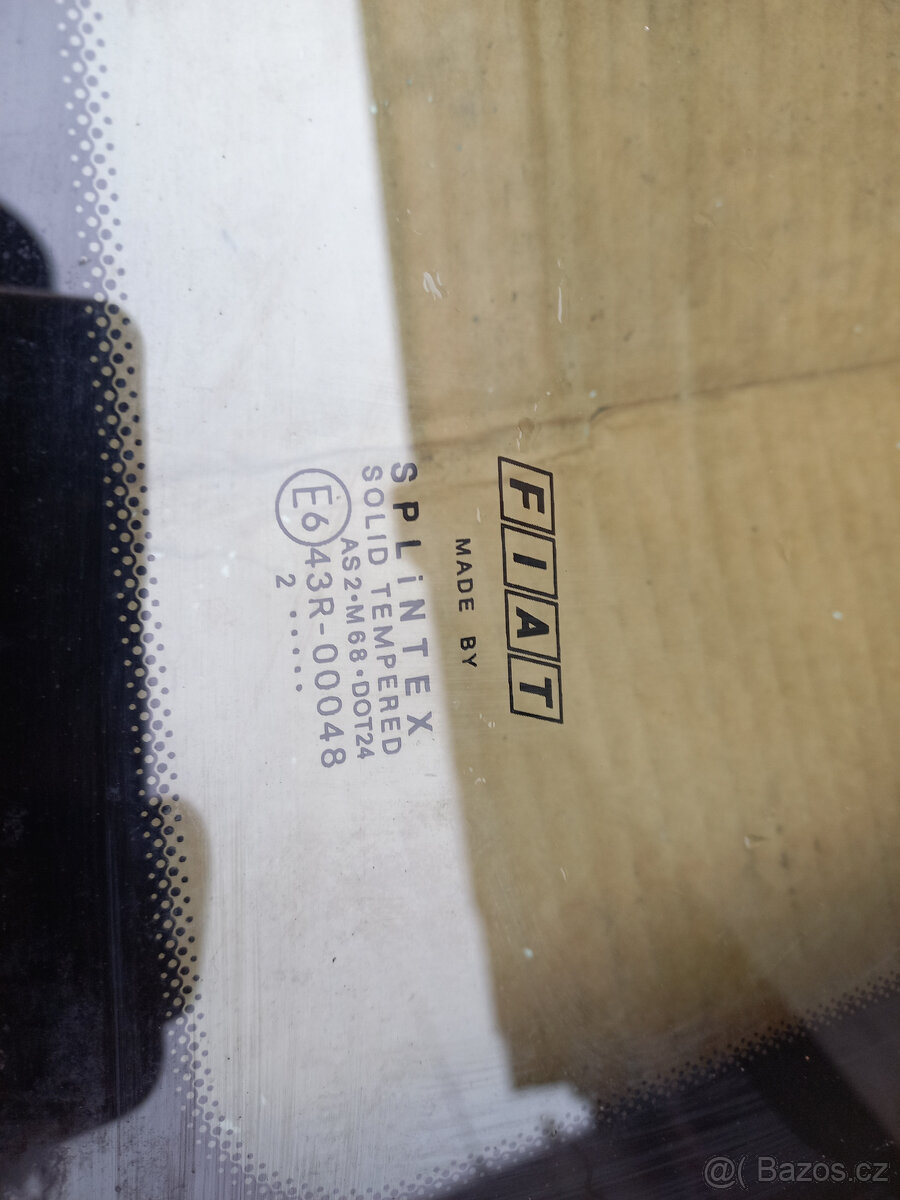 FIAT
MADE BY
SPLiNTEX
SOLID TEMPERED
AS2·M68·DOT24
E6 43R-00048
2 .....
@( Bazos.cz